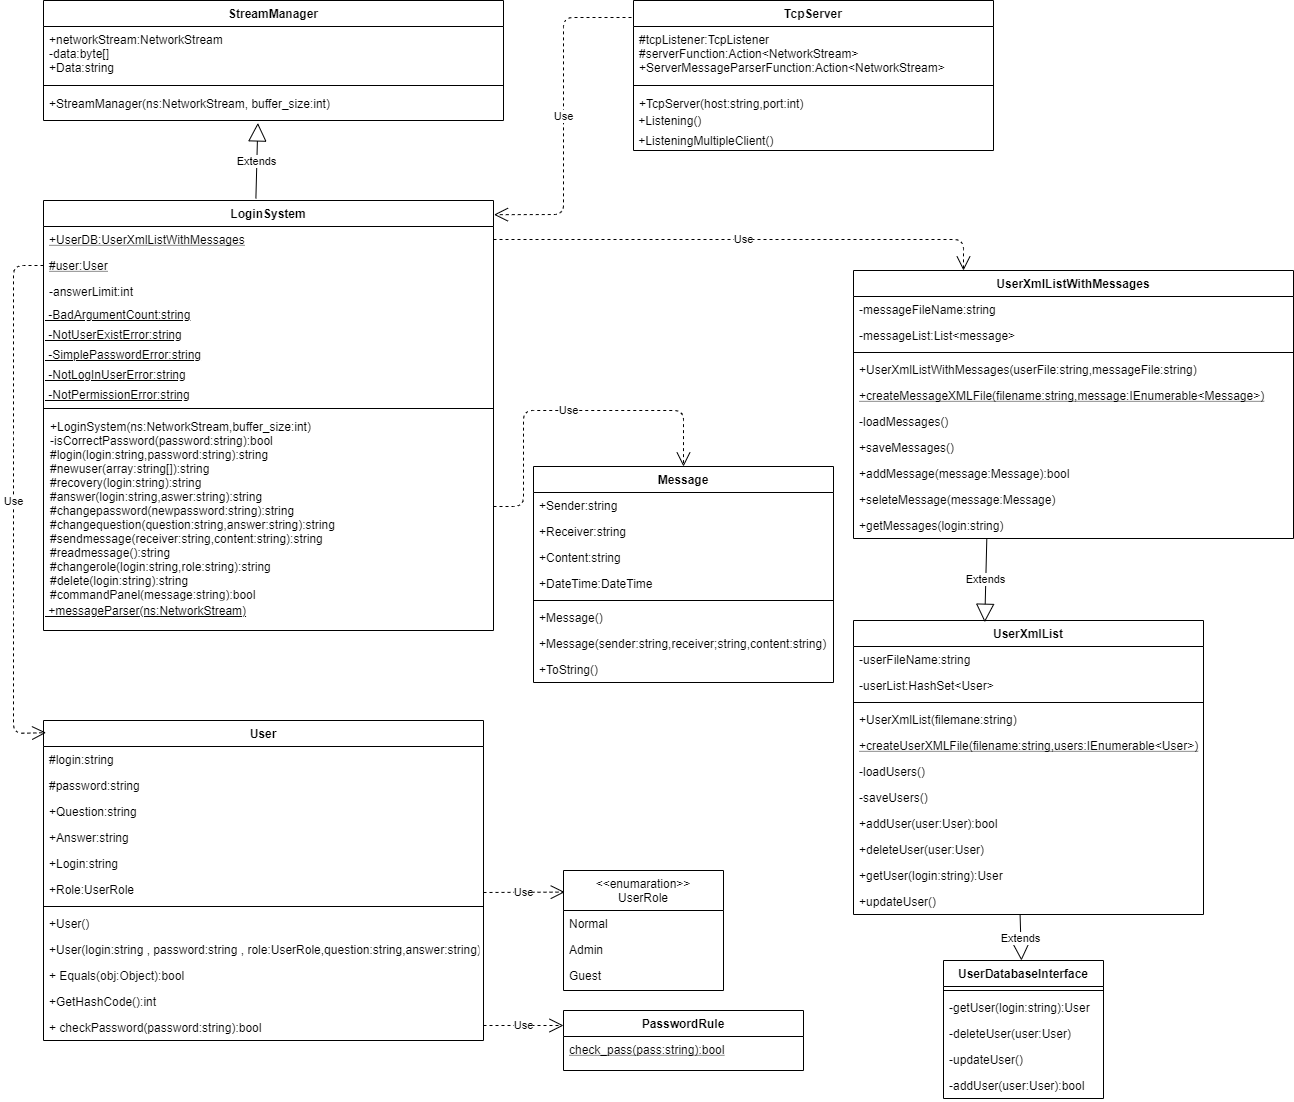 StreamManager
+networkStream:NetworkStream
-data:byte[]
+Data:string
+StreamManager(ns:NetworkStream, buffer_size:int)
TcpServer
#tcpListener:TcpListener
#serverFunction:Action<NetworkStream>
+ServerMessageParserFunction:Action<NetworkStream>
+TcpServer(host:string,port:int)
+Listening()
+ListeningMultipleClient()
Use
Extends
LoginSystem
+UserDB:UserXmlListWithMessages
#user:User
-answerLimit:int
-BadArgumentCount:string
-NotUserExistError:string
-SimplePasswordError:string
-NotLogInUserError:string
-NotPermissionError:string
+LoginSystem(ns:NetworkStream,buffer_size:int)
-isCorrectPassword(password:string):bool
#login(login:string,password:string):string
#newuser(array:string[]):string
#recovery(login:string):string
#answer(login:string,aswer:string):string
#changepassword(newpassword:string):string
#changequestion(question:string,answer:string):string
#sendmessage(receiver:string,content:string):string
#readmessage():string
#changerole(login:string,role:string):string
#delete(login:string):string
#commandPanel(message:string):bool
+messageParser(ns:NetworkStream)
Use
UserXmlListWithMessages
-messageFileName:string
-messageList:List<message>
+UserXmlListWithMessages(userFile:string,messageFile:string)
+createMessageXMLFile(filename:string,message:IEnumerable<Message>)
-loadMessages()
+saveMessages()
+addMessage(message:Message):bool
+seleteMessage(message:Message)
+getMessages(login:string)
Use
Message
+Sender:string
+Receiver:string
+Content:string
+DateTime:DateTime
+Message()
+Message(sender:string,receiver;string,content:string)
+ToString()
Use
Extends
UserXmlList
-userFileName:string
-userList:HashSet<User>
+UserXmlList(filemane:string)
+createUserXMLFile(filename:string,users:IEnumerable<User>)
-loadUsers()
-saveUsers()
+addUser(user:User):bool
+deleteUser(user:User)
+getUser(login:string):User
+updateUser()
User
#login:string
#password:string
+Question:string
+Answer:string
+Login:string
+Role:UserRole
+User()
+User(login:string , password:string , role:UserRole,question:string,answer:string)
+ Equals(obj:Object):bool
+GetHashCode():int
+ checkPassword(password:string):bool
Use
<<enumaration>>
UserRole
Normal
Admin
Guest
Use
PasswordRule
check_pass(pass:string):bool
Extends
UserDatabaseInterface
-getUser(login:string):User
-deleteUser(user:User)
-updateUser()
-addUser(user:User):bool